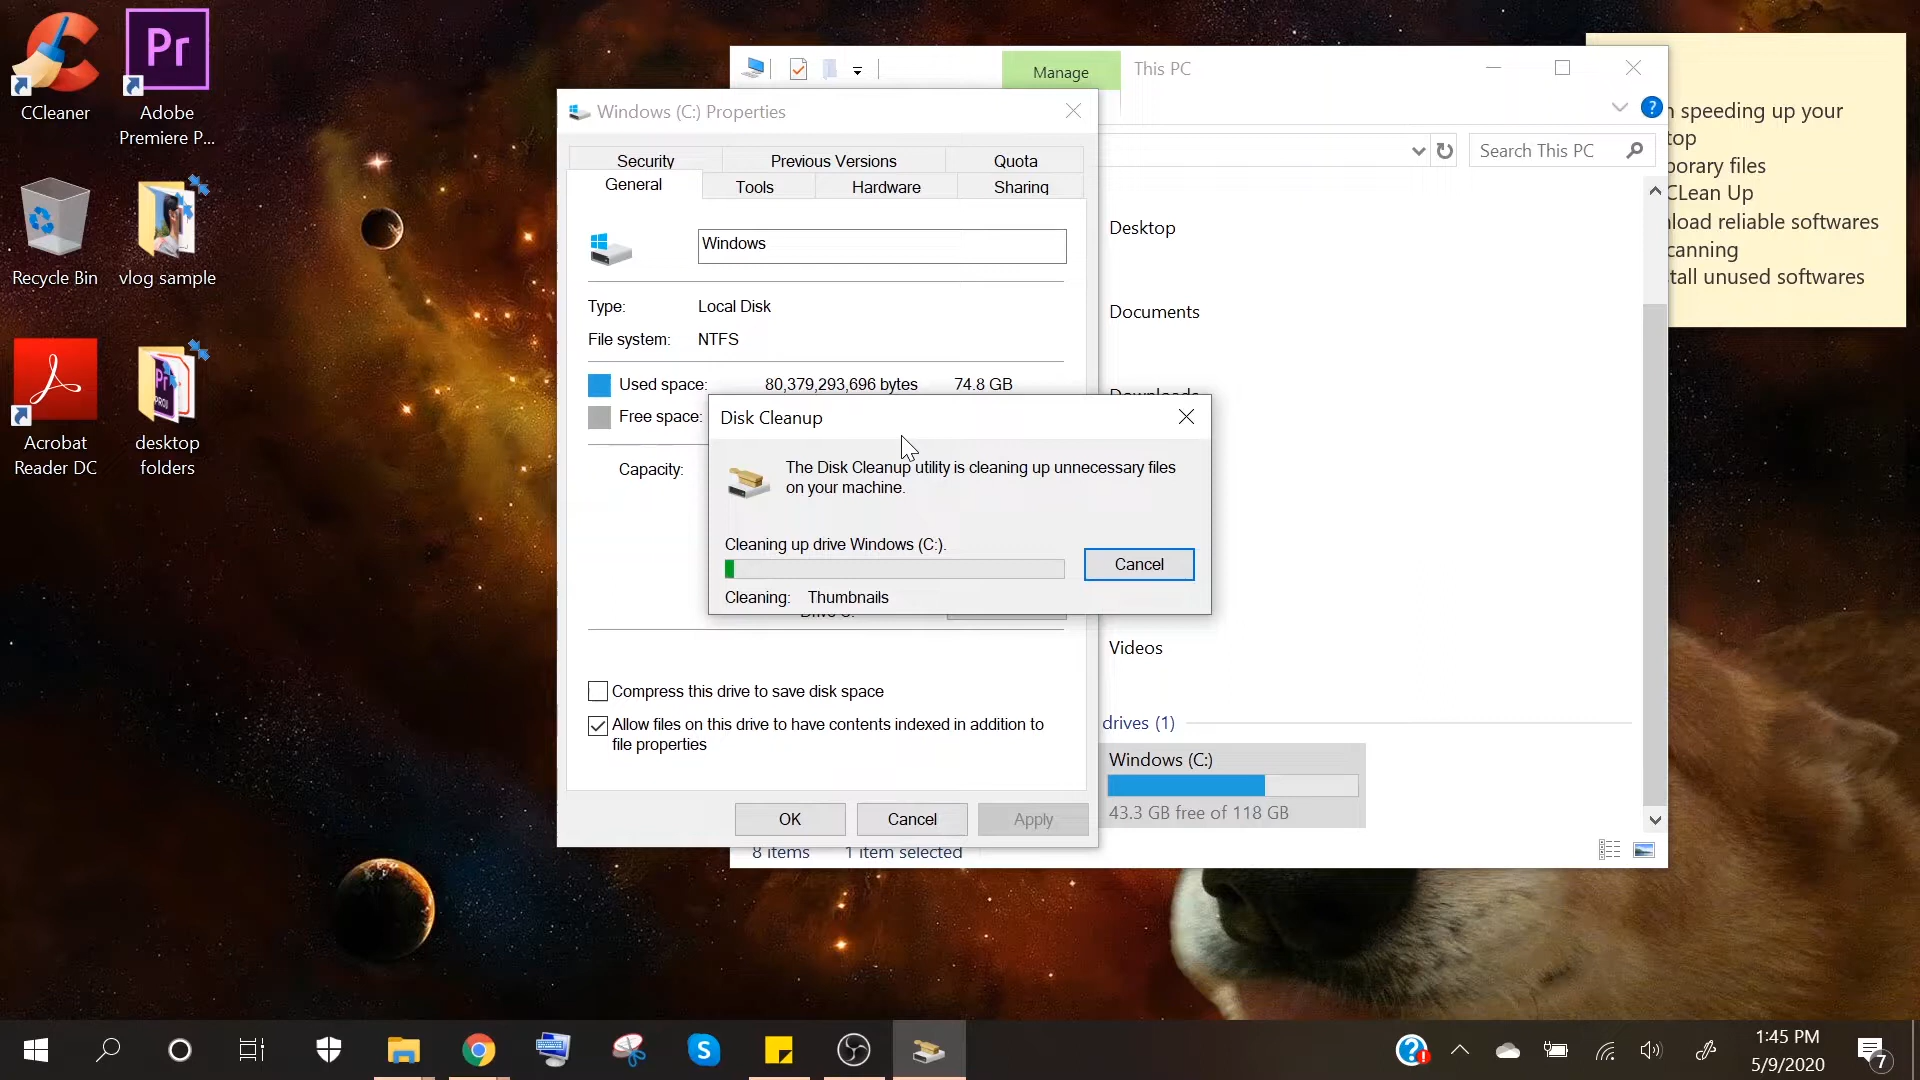 CCleaner
Adobe
Premiere P...
Recycle Bin
vlog sample
Acrobat
Reader DC
desktop
folders
Manage
This PC
Search This PC
Windows (C:) Properties
Security
Previous Versions
Quota
General
Tools
Hardware
Sharing
Windows
Type: Local Disk
File system: NTFS
Used space: 80,379,293,696 bytes 74.8 GB
Free space:
Capacity:
Disk Cleanup
The Disk Cleanup utility is cleaning up unnecessary files
on your machine.
Cleaning up drive Windows (C:).
Cancel
Cleaning: Thumbnails
Compress this drive to save disk space
Allow files on this drive to have contents indexed in addition to
file properties
OK
Cancel
Apply
Desktop
Documents
Downloads
Videos
drives (1)
Windows (C:)
43.3 GB free of 118 GB
8 items 1 item selected
speeding up your
top
porary files
CLean Up
load reliable softwares
canning
tall unused softwares
Pr
Pr
PROJ
S
1:45 PM
5/9/2020
7